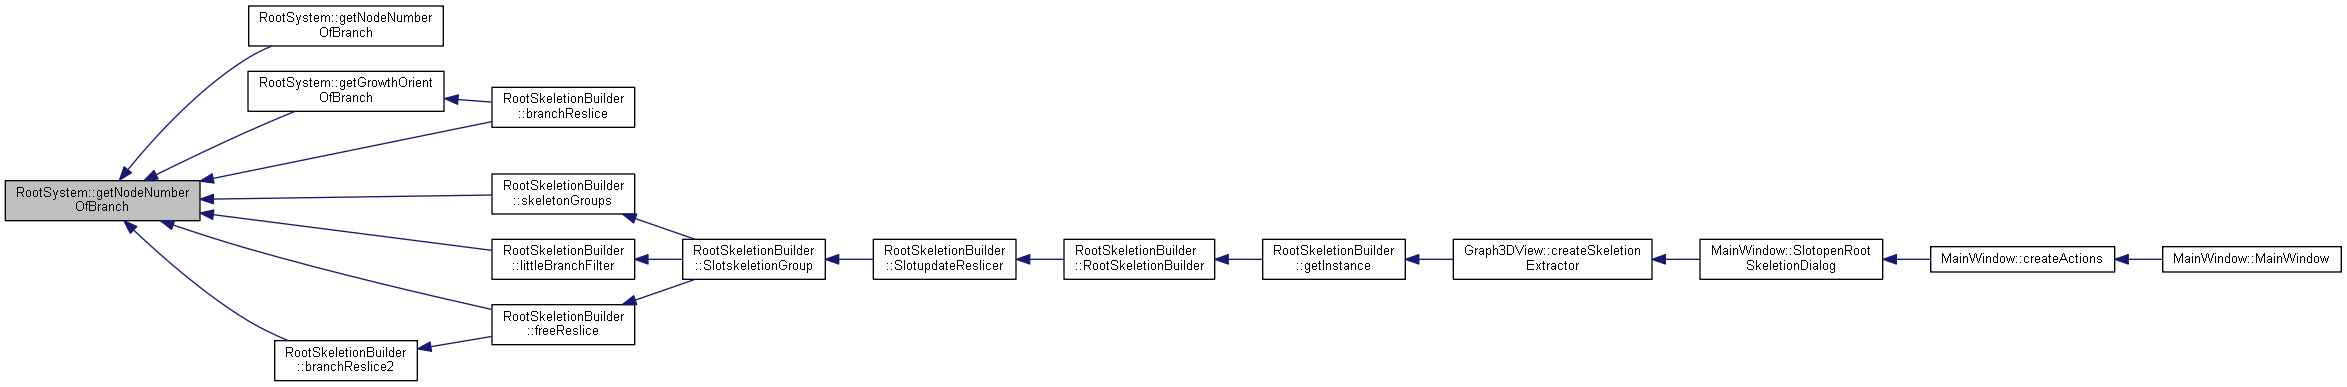 RootSystem::getNodeNumber
OfBranch
RootSystem::getGrowthOrient
OfBranch
RootSkeletionBuilder
::branchReslice
RootSystem::getNodeNumber
OfBranch
RootSkeletionBuilder
::skeletonGroups
RootSkeletionBuilder
::littleBranchFilter
RootSkeletionBuilder
::SlotskeletionGroup
RootSkeletionBuilder
::SlotupdateReslicer
RootSkeletionBuilder
::RootSkeletionBuilder
RootSkeletionBuilder
::getInstance
Graph3DView::createSkeletion
Extractor
MainWindow::SlotopenRoot
SkeletionDialog
MainWindow::createActions
MainWindow::MainWindow
RootSkeletionBuilder
::freeReslice
RootSkeletionBuilder
::branchReslice2